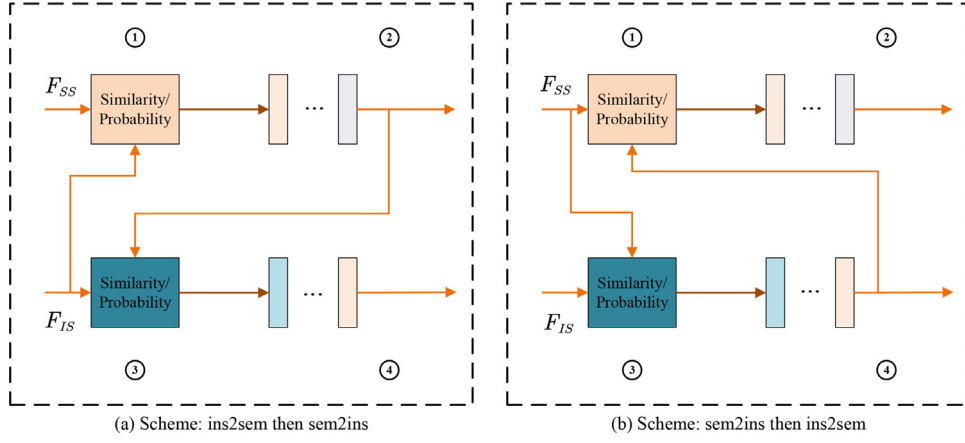 ① ②
F_SS
Similarity/
Probability
...
F_IS
Similarity/
Probability
...
③ ④
(a) Scheme: ins2sem then sem2ins
① ②
F_SS
Similarity/
Probability
...
F_IS
Similarity/
Probability
...
③ ④
(b) Scheme: sem2ins then ins2sem